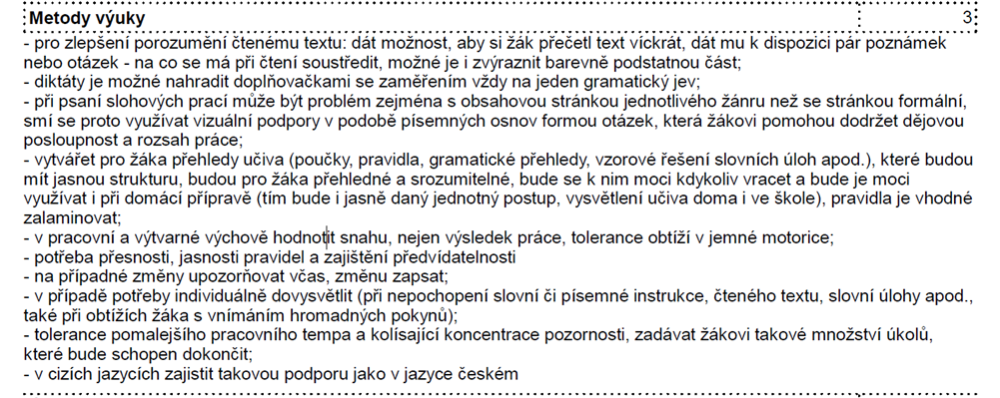 Metody výuky 3
- pro zlepšení porozumění čtenému textu: dát možnost, aby si žák přečetl text víckrát, dát mu k dispozici pár poznámek
nebo otázek - na co se má při čtení soustředit, možné je i zvýraznit barevně podstatnou část;
- diktáty je možné nahradit doplňovačkami se zaměřením vždy na jeden gramatický jev;
- při psaní slohových prací může být problém zejména s obsahovou stránkou jednotlivého žánru než se stránkou formální,
smí se proto využívat vizuální podpory v podobě písemných osnov formou otázek, která žákovi pomohou dodržet dějovou
posloupnost a rozsah práce;
- vytvářet pro žáka přehledy učiva (poučky, pravidla, gramatické přehledy, vzorové řešení slovních úloh apod.), které budou
mít jasnou strukturu, budou pro žáka přehledné a srozumitelné, bude se k nim moci kdykoliv vracet a bude je moci
využívat i při domácí přípravě (tím bude i jasně daný jednotný postup, vysvětlení učiva doma i ve škole), pravidla je vhodné
zalaminovat;
- v pracovní a výtvarné výchově hodnotit snahu, nejen výsledek práce, tolerance obtíží v jemné motorice;
- potřeba přesnosti, jasnosti pravidel a zajištění předvídatelnosti
- na případné změny upozorňovat včas, změnu zapsat;
- v případě potřeby individuálně dovysvětlit (při nepochopení slovní či písemné instrukce, čteného textu, slovní úlohy apod.,
také při obtížích žáka s vnímáním hromadných pokynů);
- tolerance pomalejšího pracovního tempa a kolísající koncentrace pozornosti, zadávat žákovi takové množství úkolů,
které bude schopen dokončit;
- v cizích jazycích zajistit takovou podporu jako v jazyce českém